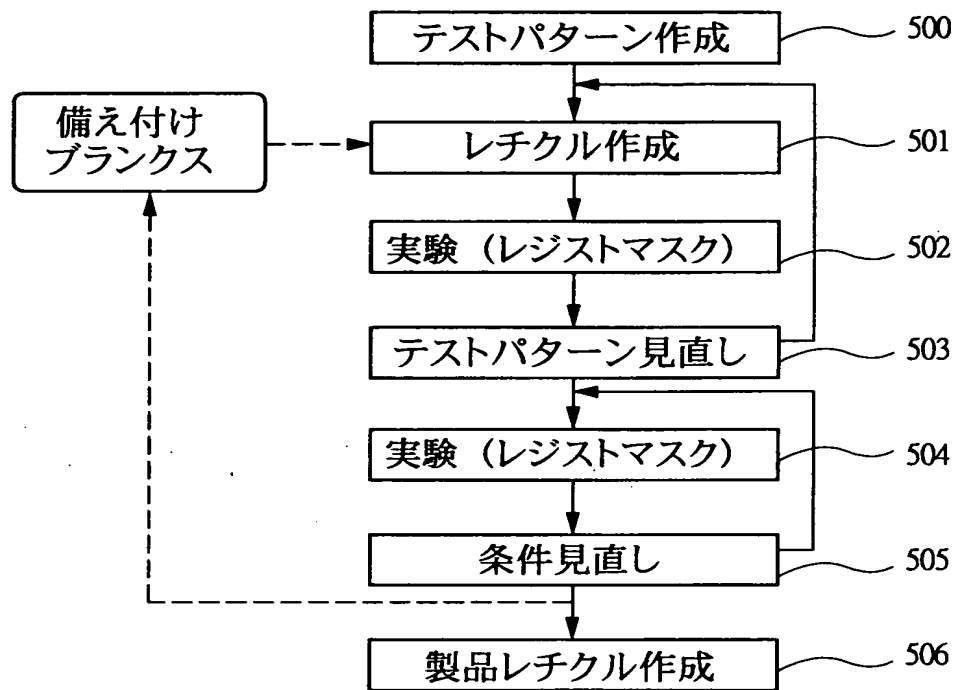 テストパターン作成
500
備え付け
ブランクス
レチクル作成
501
実験（レジストマスク）
502
テストパターン見直し
503
実験（レジストマスク）
504
条件見直し
505
製品レチクル作成
506